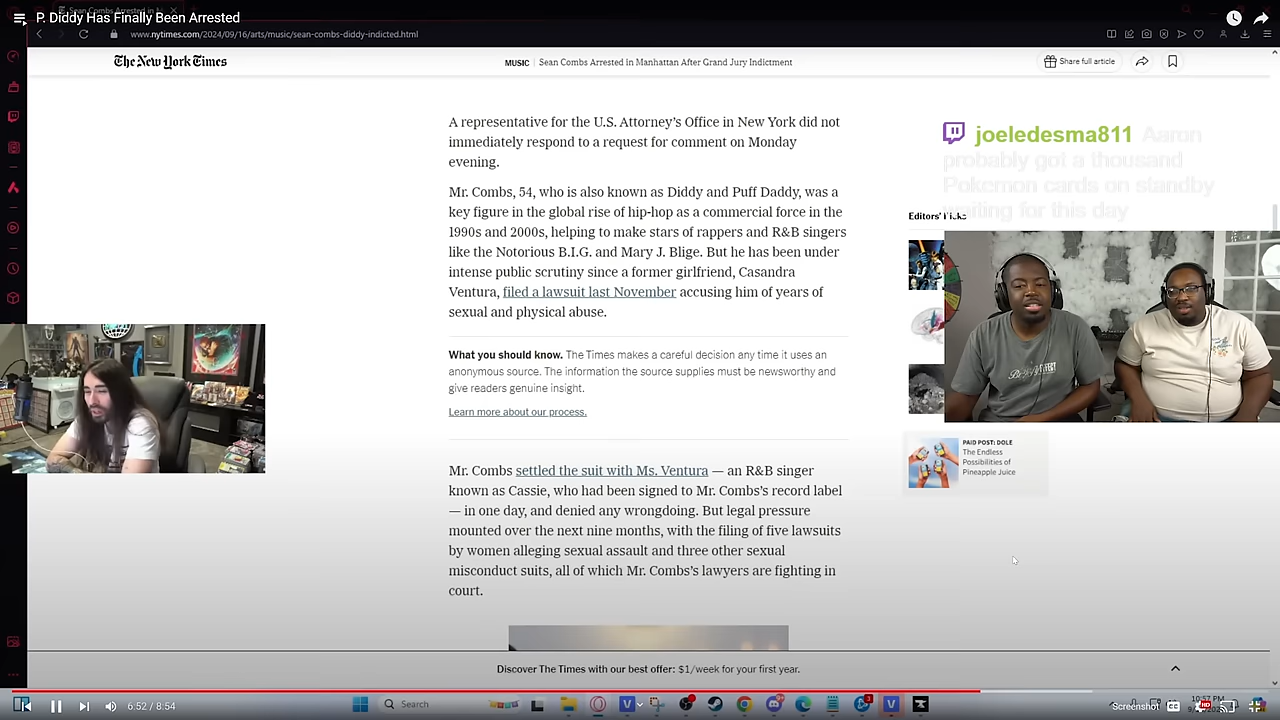 Sean Combs Arrested in M
P. Diddy Has Finally Been Arrested
www.nytimes.com/2024/09/16/arts/music/sean-combs-diddy-indicted.html
The New York Times
MUSIC | Sean Combs Arrested in Manhattan After Grand Jury Indictment
Share full article
A representative for the U.S. Attorney’s Office in New York did not
immediately respond to a request for comment on Monday
evening.
joeledesma811 Aaron
probably got a thousand
Pokemon cards on standby
waiting for this day
Mr. Combs, 54, who is also known as Diddy and Puff Daddy, was a
key figure in the global rise of hip-hop as a commercial force in the
1990s and 2000s, helping to make stars of rappers and R&B singers
like the Notorious B.I.G. and Mary J. Blige. But he has been under
intense public scrutiny since a former girlfriend, Casandra
Ventura, filed a lawsuit last November accusing him of years of
sexual and physical abuse.
Editors’ Picks
What you should know. The Times makes a careful decision any time it uses an
anonymous source. The information the source supplies must be newsworthy and
give readers genuine insight.
Learn more about our process.
PAID POST: DOLE
The Endless
Possibilities of
Pineapple Juice
Mr. Combs settled the suit with Ms. Ventura — an R&B singer
known as Cassie, who had been signed to Mr. Combs’s record label
— in one day, and denied any wrongdoing. But legal pressure
mounted over the next nine months, with the filing of five lawsuits
by women alleging sexual assault and three other sexual
misconduct suits, all of which Mr. Combs’s lawyers are fighting in
court.
Discover The Times with our best offer: $1/week for your first year.
6:52 / 8:54
Search
10:57 PM
Screenshot
CC
HD